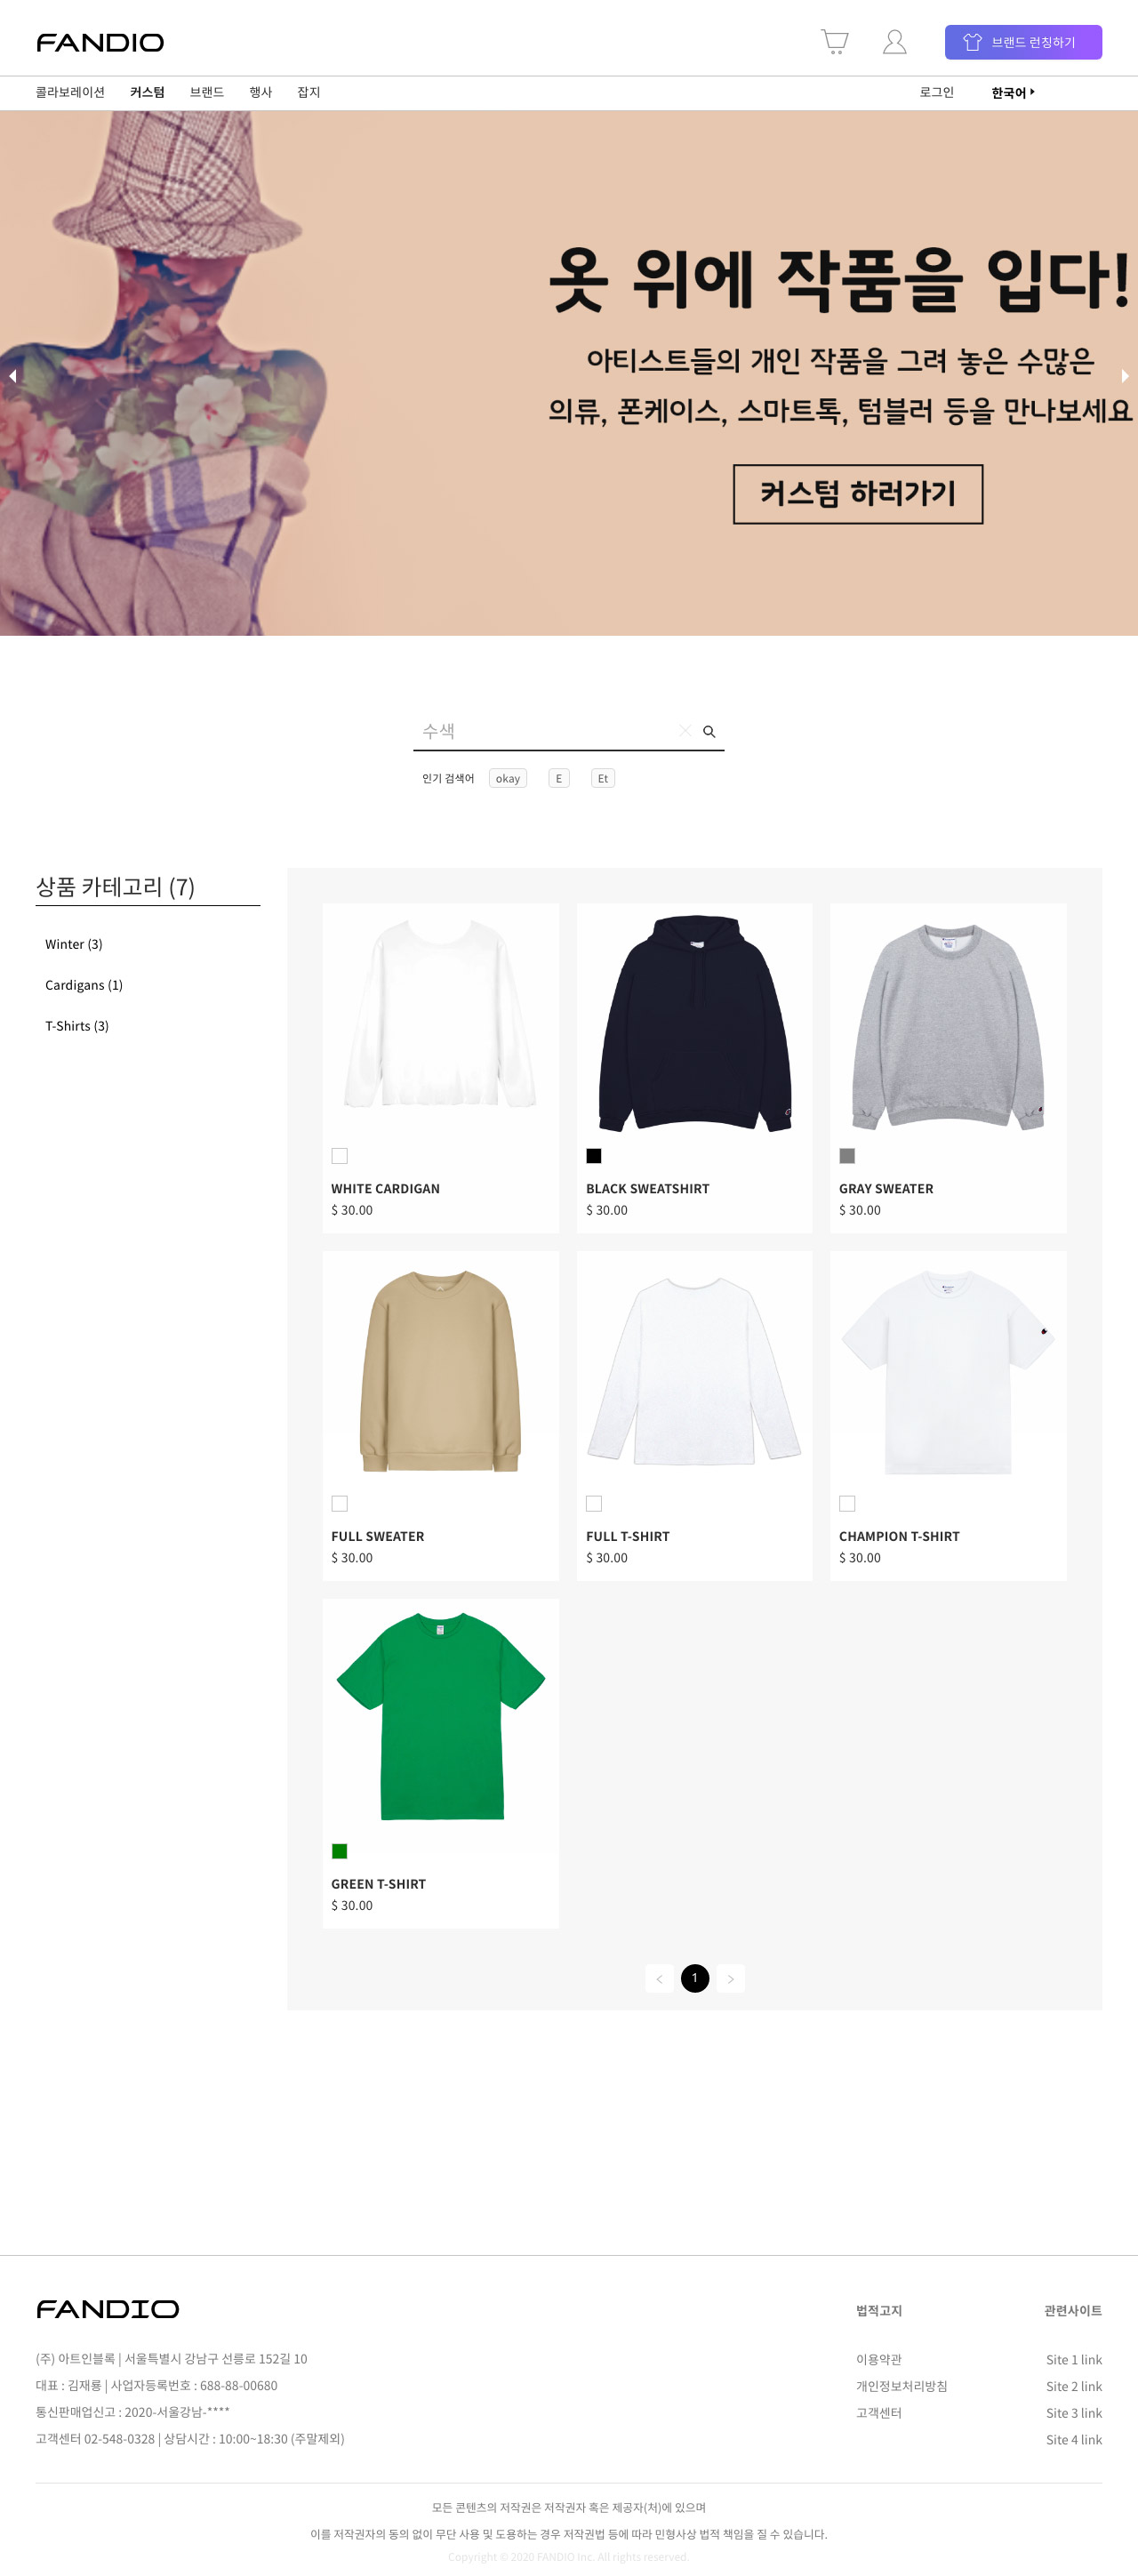 FANDIO
브랜드 런칭하기
콜라보레이션 커스텀 브랜드 행사 잡지 로그인 한국어
옷 위에 작품을 입다!
아티스트들의 개인 작품을 그려 놓은 수많은
의류, 폰케이스, 스마트톡, 텀블러 등을 만나보세요
커스텀 하러가기
수색
인기 검색어 okay E Et
상품 카테고리 (7)
Winter (3)
Cardigans (1)
T-Shirts (3)
WHITE CARDIGAN
$ 30.00
BLACK SWEATSHIRT
$ 30.00
GRAY SWEATER
$ 30.00
FULL SWEATER
$ 30.00
FULL T-SHIRT
$ 30.00
CHAMPION T-SHIRT
$ 30.00
GREEN T-SHIRT
$ 30.00
1
FANDIO
(주) 아트인블록 | 서울특별시 강남구 선릉로 152길 10
대표 : 김재룡 | 사업자등록번호 : 688-88-00680
통신판매업신고 : 2020-서울강남-****
고객센터 02-548-0328 | 상담시간 : 10:00~18:30 (주말제외)
법적고지
이용약관
개인정보처리방침
고객센터
관련사이트
Site 1 link
Site 2 link
Site 3 link
Site 4 link
모든 콘텐츠의 저작권은 저작권자 혹은 제공자(처)에 있으며
이를 저작권자의 동의 없이 무단 사용 및 도용하는 경우 저작권법 등에 따라 민형사상 법적 책임을 질 수 있습니다.
Copyright © 2020 FANDIO Inc. All rights reserved.